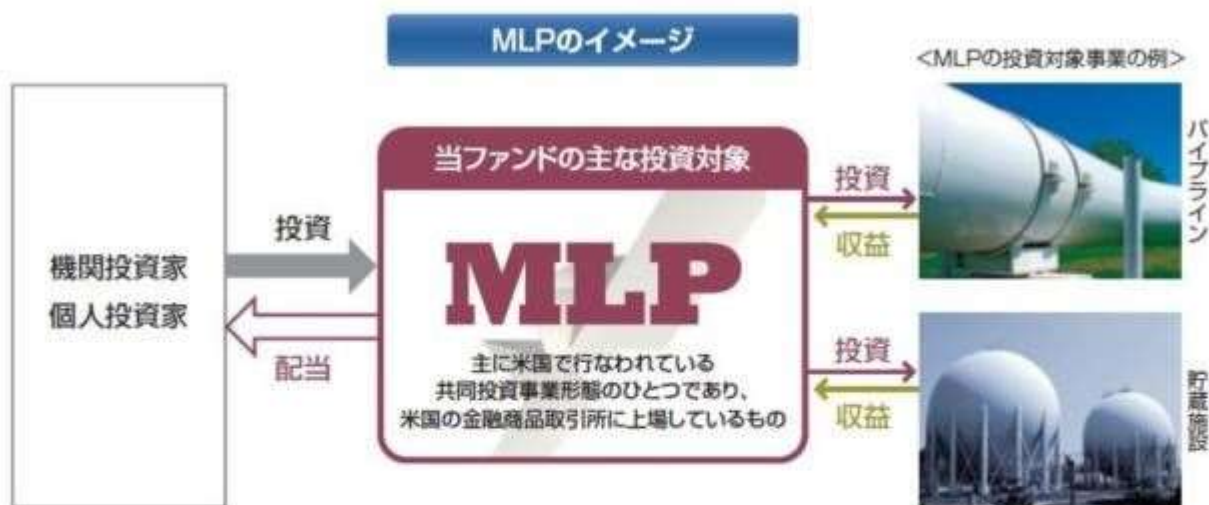 MLPのイメージ
<MLPの投資対象事業の例>
機関投資家
個人投資家
投資
配当
当ファンドの主な投資対象
MLP
主に米国で行なわれている
共同投資事業形態のひとつであり、
米国の金融商品取引所に上場しているもの
投資
収益
パイプライン
投資
収益
貯蔵施設